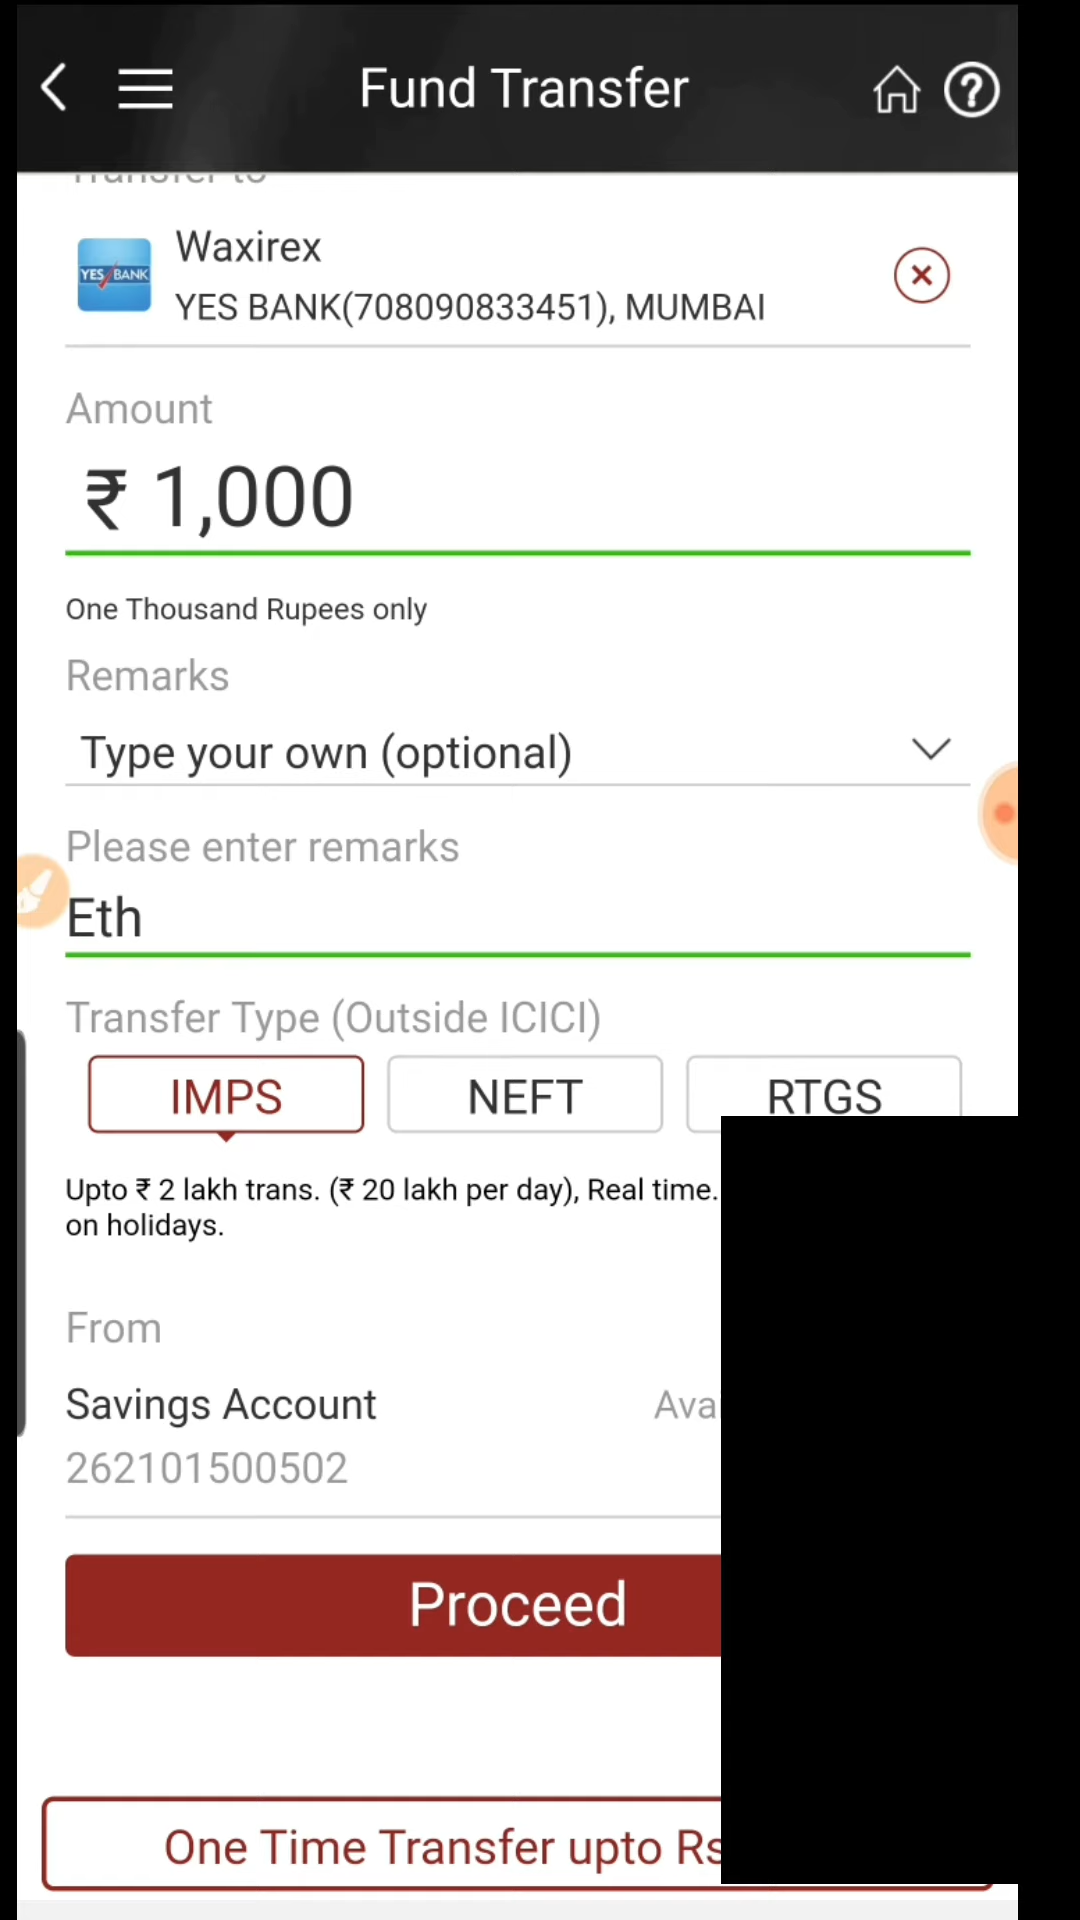 Fund Transfer
Transfer to
Waxirex
YES BANK
YES BANK(708090833451), MUMBAI
Amount
₹ 1,000
One Thousand Rupees only
Remarks
Type your own (optional)
Please enter remarks
Eth
Transfer Type (Outside ICICI)
IMPS NEFT RTGS
Upto ₹ 2 lakh trans. (₹ 20 lakh per day), Real time.
on holidays.
From
Savings Account
262101500502
Proceed
One Time Transfer upto Rs